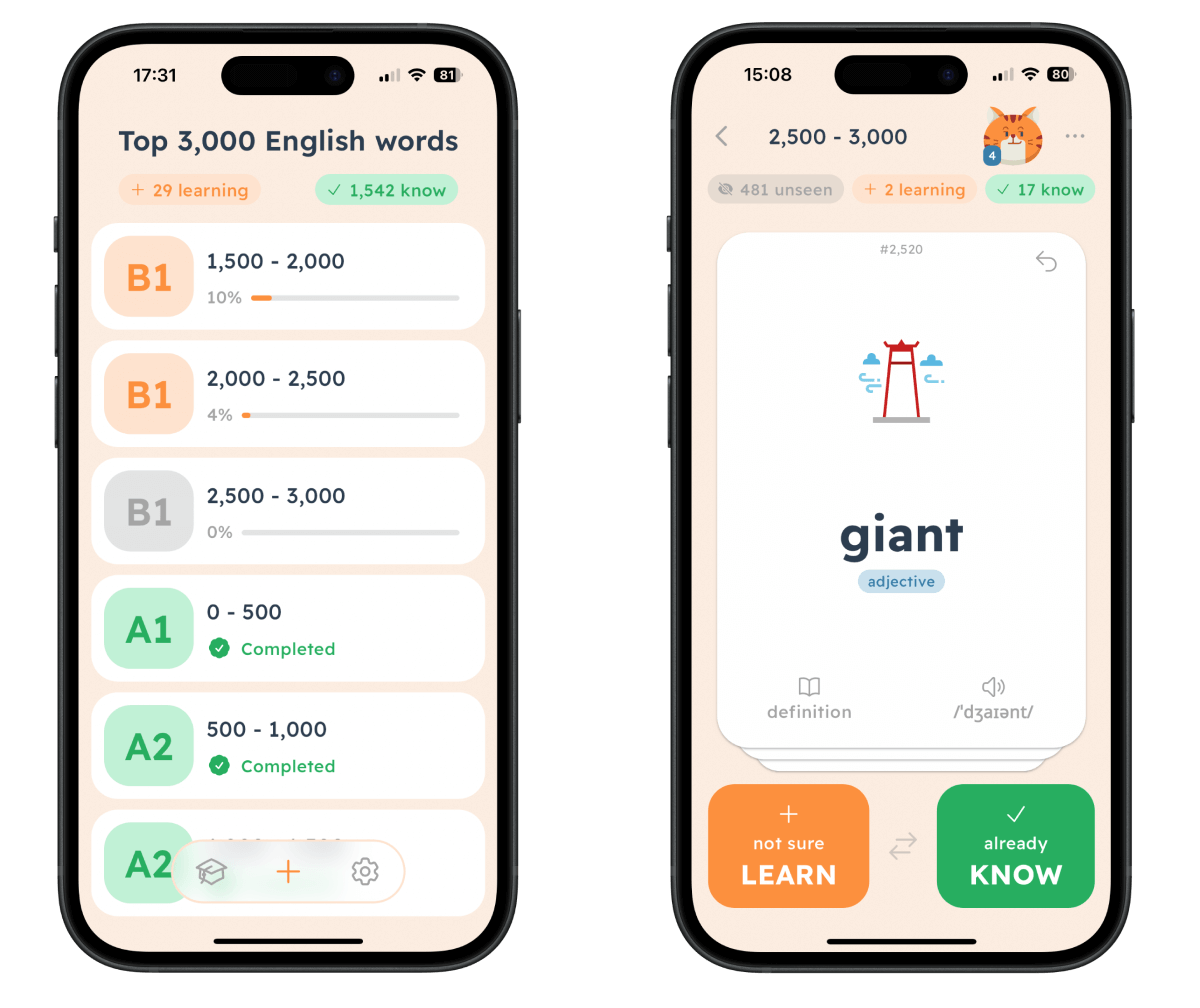 17:31
81
Top 3,000 English words
+ 29 learning
✓ 1,542 know
B1
1,500 - 2,000
10%
B1
2,000 - 2,500
4%
B1
2,500 - 3,000
0%
A1
0 - 500
Completed
A2
500 - 1,000
Completed
A2
15:08
80
2,500 - 3,000
4
481 unseen
+ 2 learning
✓ 17 know
#2,520
giant
adjective
definition
/ˈdʒaɪənt/
not sure
LEARN
already
KNOW